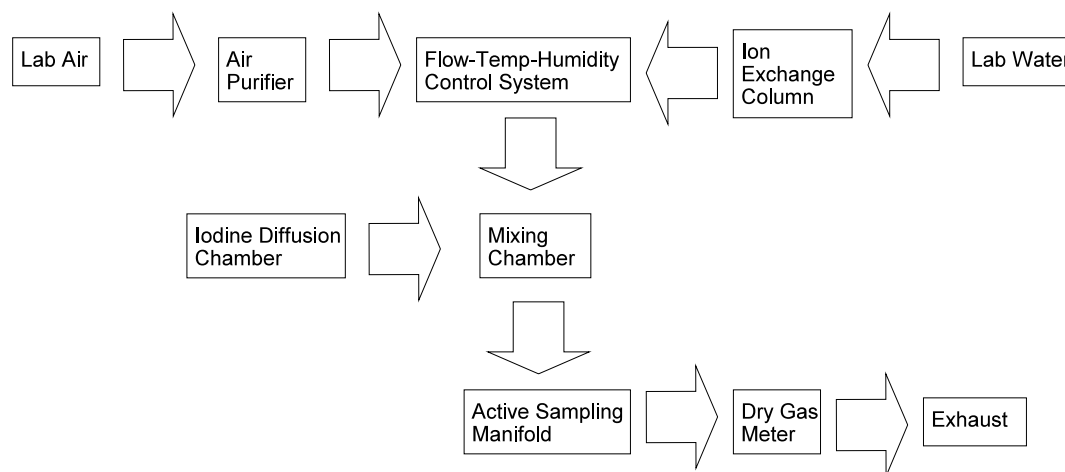 Lab Air
Air
Purifier
Flow-Temp-Humidity
Control System
Ion
Exchange
Column
Lab Water
Iodine Diffusion
Chamber
Mixing
Chamber
Active Sampling
Manifold
Dry Gas
Meter
Exhaust